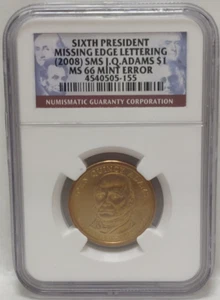 SIXTH PRESIDENT
MISSING EDGE LETTERING
(2008) SMS J.Q.ADAMS $1
MS 66 MINT ERROR
4540505-155
NUMISMATIC GUARANTY CORPORATION